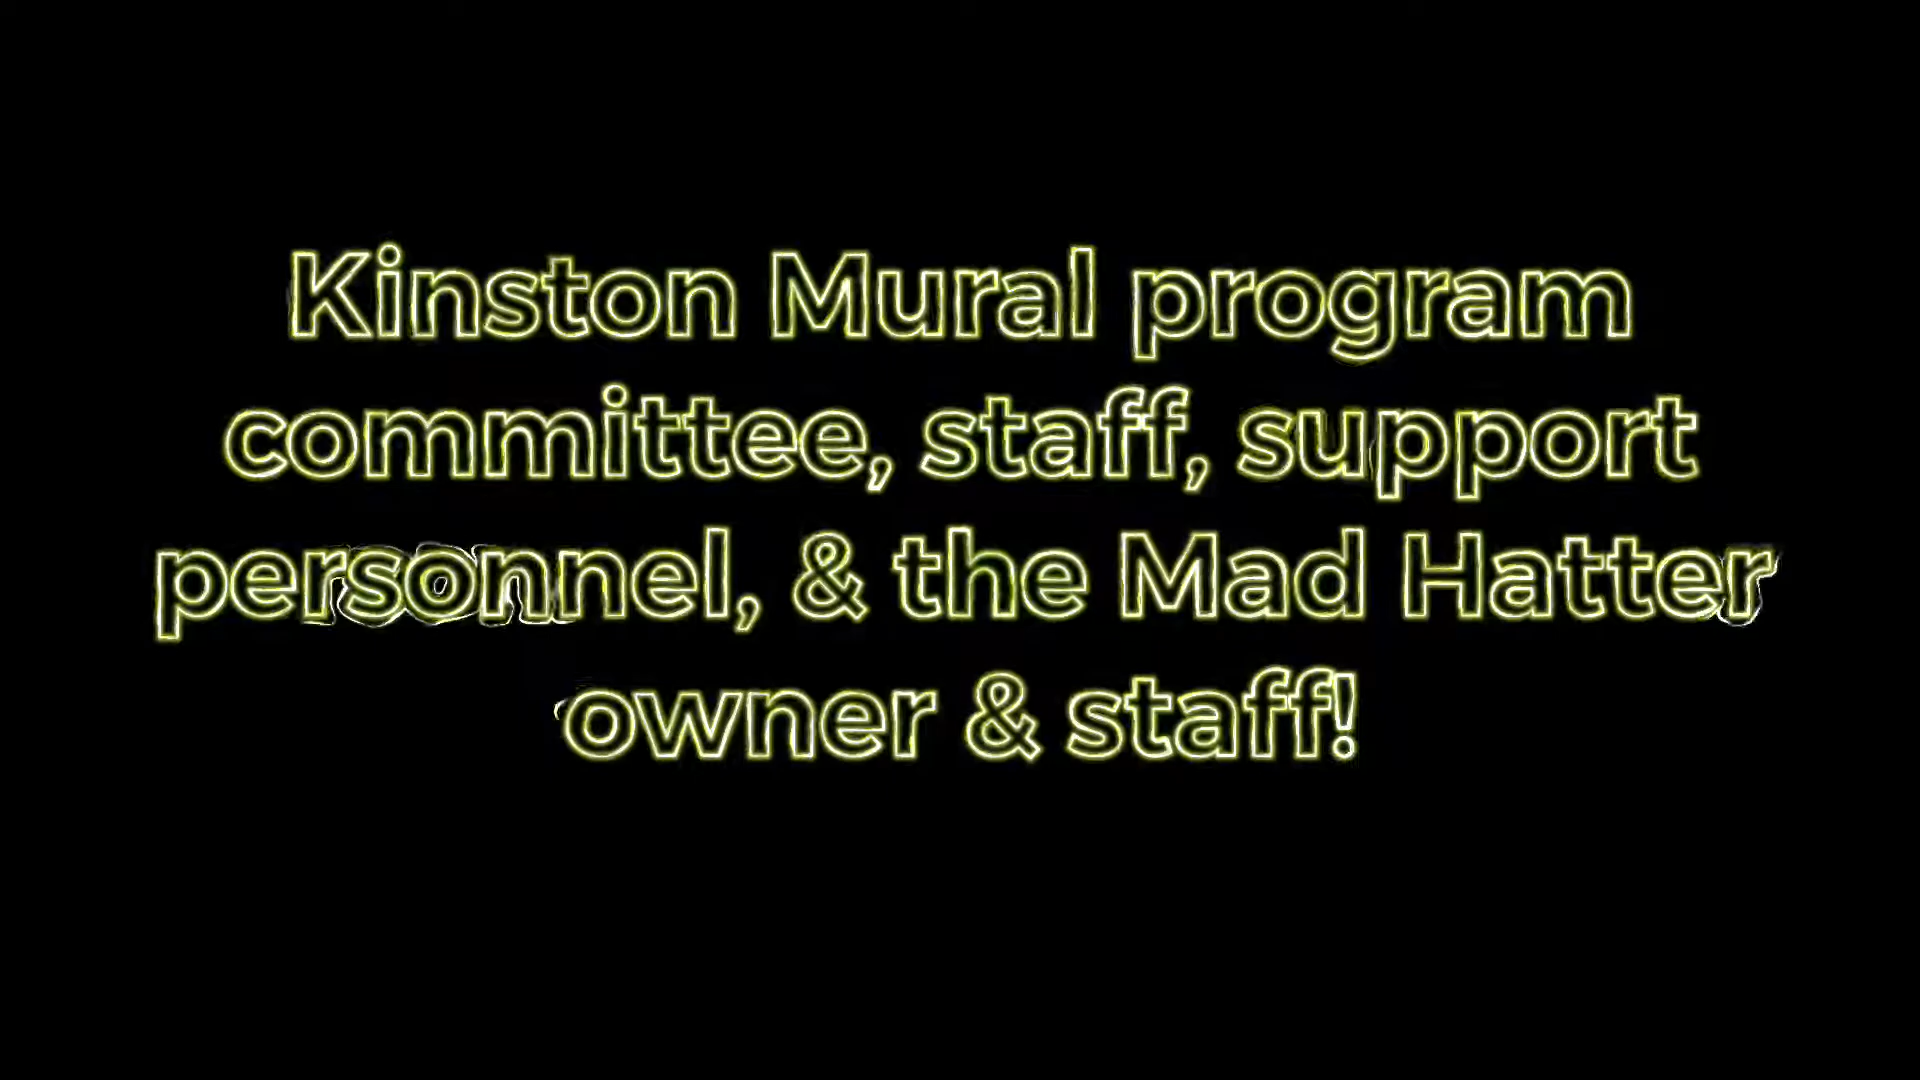 Kinston Mural program
committee, staff, support
personnel, & the Mad Hatter
owner & staff!